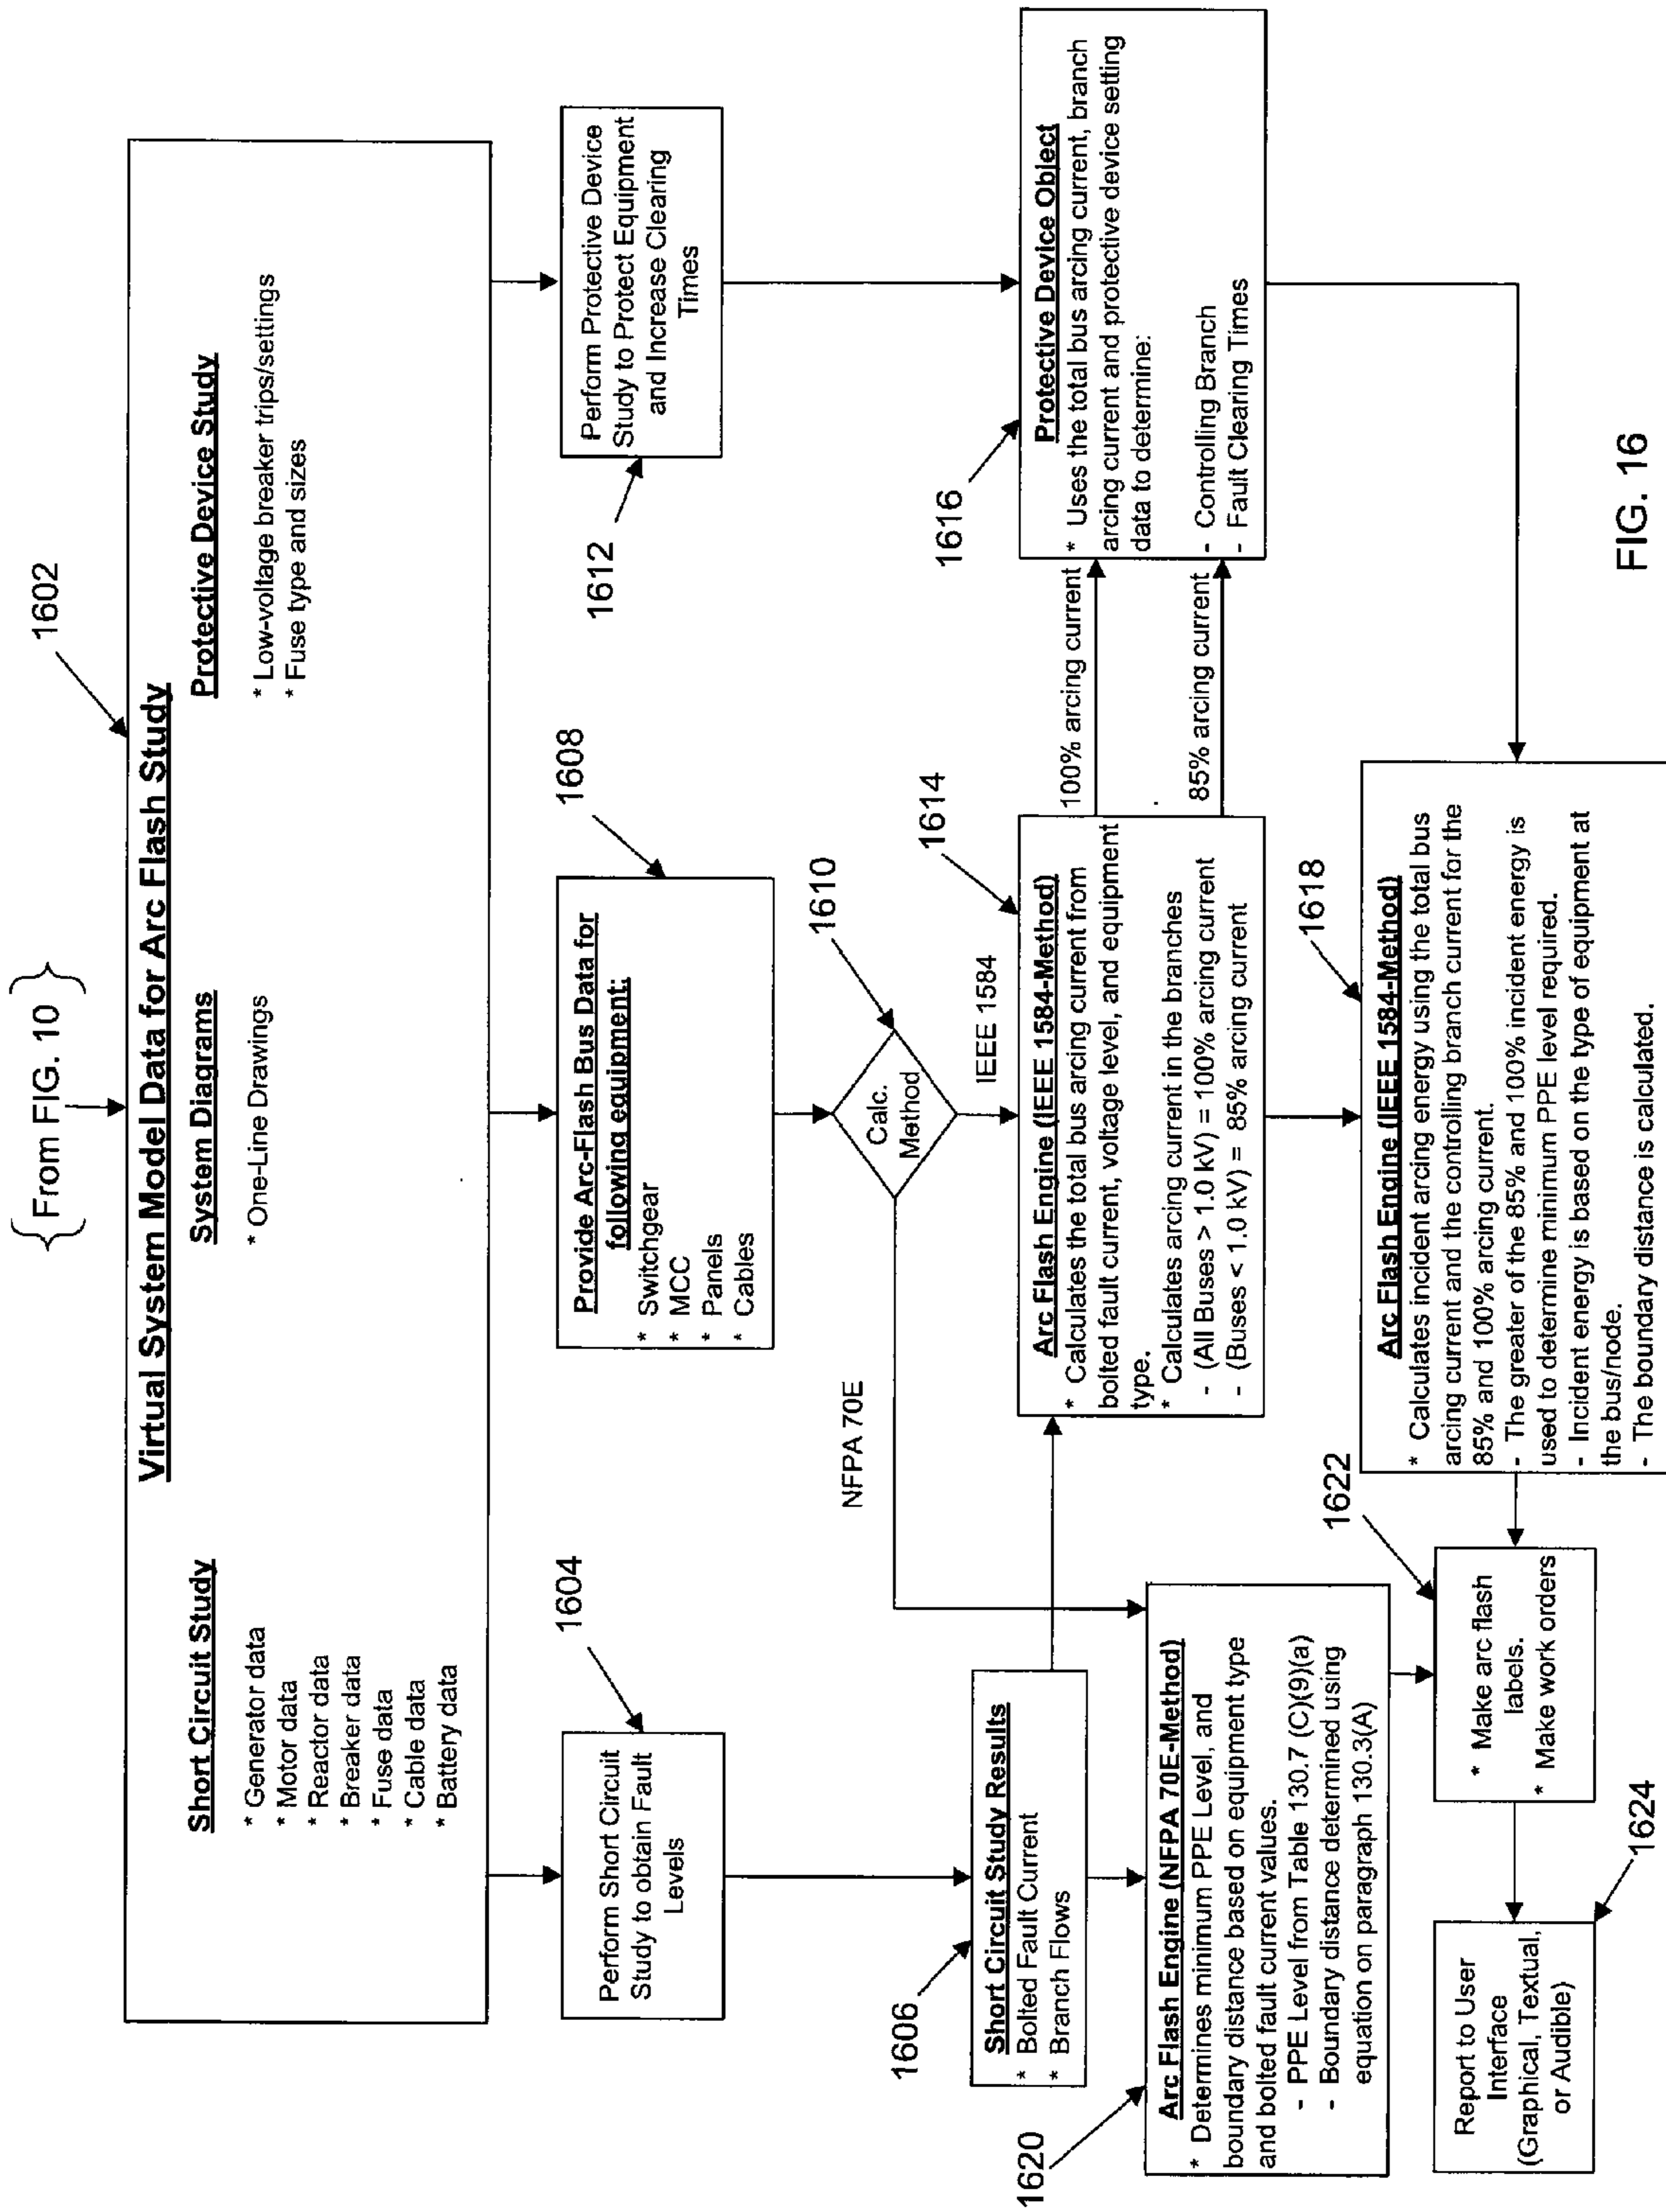 {From FIG. 10}
1602
Virtual System Model Data for Arc Flash Study
Short Circuit Study
* Generator data
* Motor data
* Reactor data
* Breaker data
* Fuse data
* Cable data
* Battery data
System Diagrams
* One-Line Drawings
Protective Device Study
* Low-voltage breaker trips/settings
* Fuse type and sizes
1604
Perform Short Circuit
Study to obtain Fault
Levels
1608
Provide Arc-Flash Bus Data for
following equipment:
* Switchgear
* MCC
* Panels
* Cables
1612
Perform Protective Device
Study to Protect Equipment
and Increase Clearing
Times
1610
Calc.
Method
NFPA 70E
IEEE 1584
1606
Short Circuit Study Results
* Bolted Fault Current
* Branch Flows
1614
Arc Flash Engine (IEEE 1584-Method)
* Calculates the total bus arcing current from
bolted fault current, voltage level, and equipment
type.
* Calculates arcing current in the branches
- (All Buses > 1.0 kV) = 100% arcing current
- (Buses < 1.0 kV) = 85% arcing current
100% arcing current
85% arcing current
1616
Protective Device Object
* Uses the total bus arcing current, branch
arcing current and protective device setting
data to determine:
- Controlling Branch
- Fault Clearing Times
1620
Arc Flash Engine (NFPA 70E-Method)
* Determines minimum PPE Level, and
boundary distance based on equipment type
and bolted fault current values.
- PPE Level from Table 130.7 (C)(9)(a)
- Boundary distance determined using
equation on paragraph 130.3(A)
1618
Arc Flash Engine (IEEE 1584-Method)
* Calculates incident arcing energy using the total bus
arcing current and the controlling branch current for the
85% and 100% arcing current.
- The greater of the 85% and 100% incident energy is
used to determine minimum PPE level required.
- Incident energy is based on the type of equipment at
the bus/node.
- The boundary distance is calculated.
1622
* Make arc flash
labels.
* Make work orders
1624
Report to User
Interface
(Graphical, Textual,
or Audible)
FIG. 16